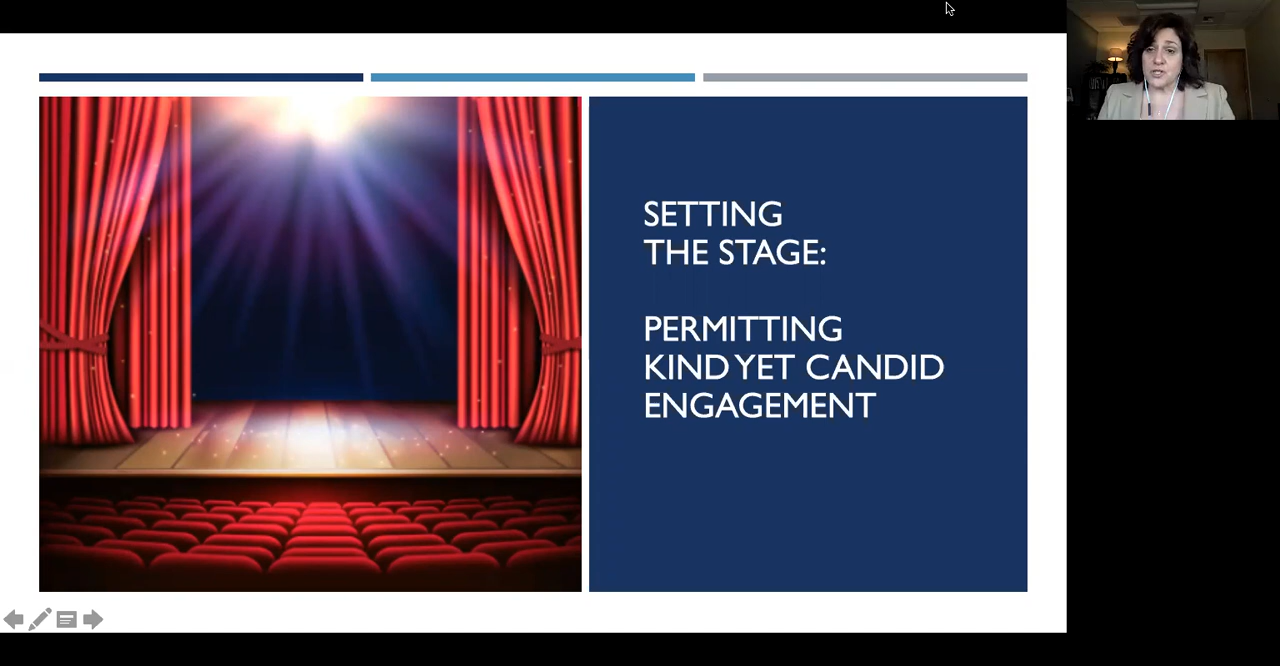 SETTING
THE STAGE:
PERMITTING
KIND YET CANDID
ENGAGEMENT